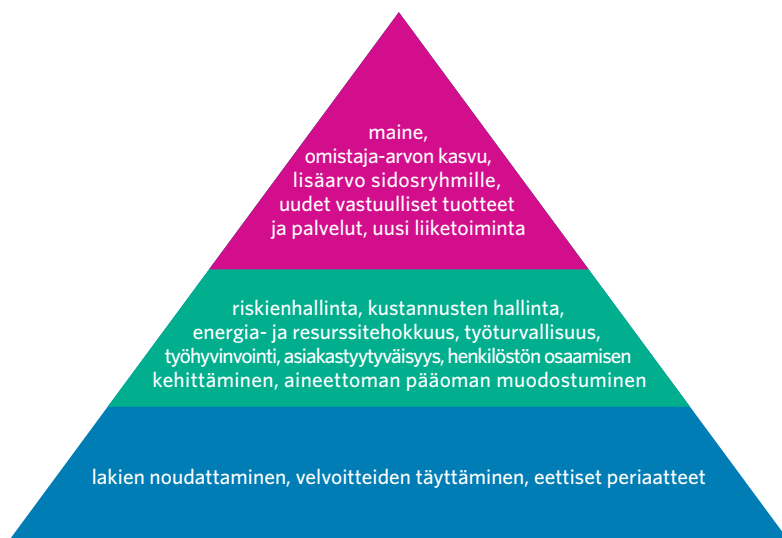 maine,
omistaja-arvon kasvu,
lisäarvo sidosryhmille,
uudet vastuulliset tuotteet
ja palvelut, uusi liiketoiminta
riskienhallinta, kustannusten hallinta,
energia- ja resurssitehokkuus, työturvallisuus,
työhyvinvointi, asiakastyytyväisyys, henkilöstön osaamisen
kehittäminen, aineettoman pääoman muodostuminen
lakien noudattaminen, velvoitteiden täyttäminen, eettiset periaatteet